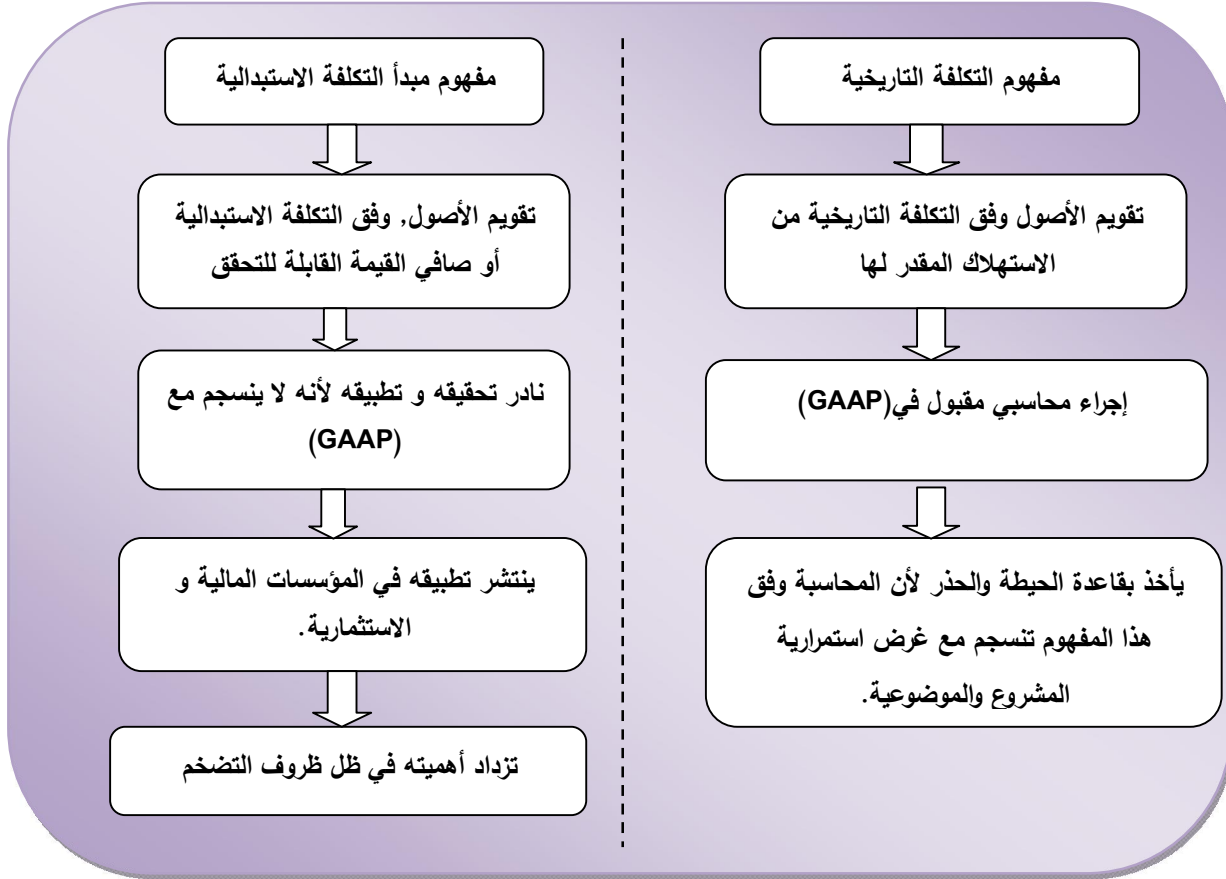 مفهوم التكلفة التاريخية
تقويم الأصول وفق التكلفة التاريخية من
الاستهلاك المقدر لها
إجراء محاسبي مقبول في(GAAP)
يأخذ بقاعدة الحيطة والحذر لأن المحاسبة وفق
هذا المفهوم تنسجم مع غرض استمرارية
المشروع والموضوعية.
مفهوم مبدأ التكلفة الاستبدالية
تقويم الأصول, وفق التكلفة الاستبدالية
أو صافي القيمة القابلة للتحقق
نادر تحقيقه و تطبيقه لأنه لا ينسجم مع
(GAAP)
ينتشر تطبيقه في المؤسسات المالية و
الاستثمارية.
تزداد أهميته في ظل ظروف التضخم